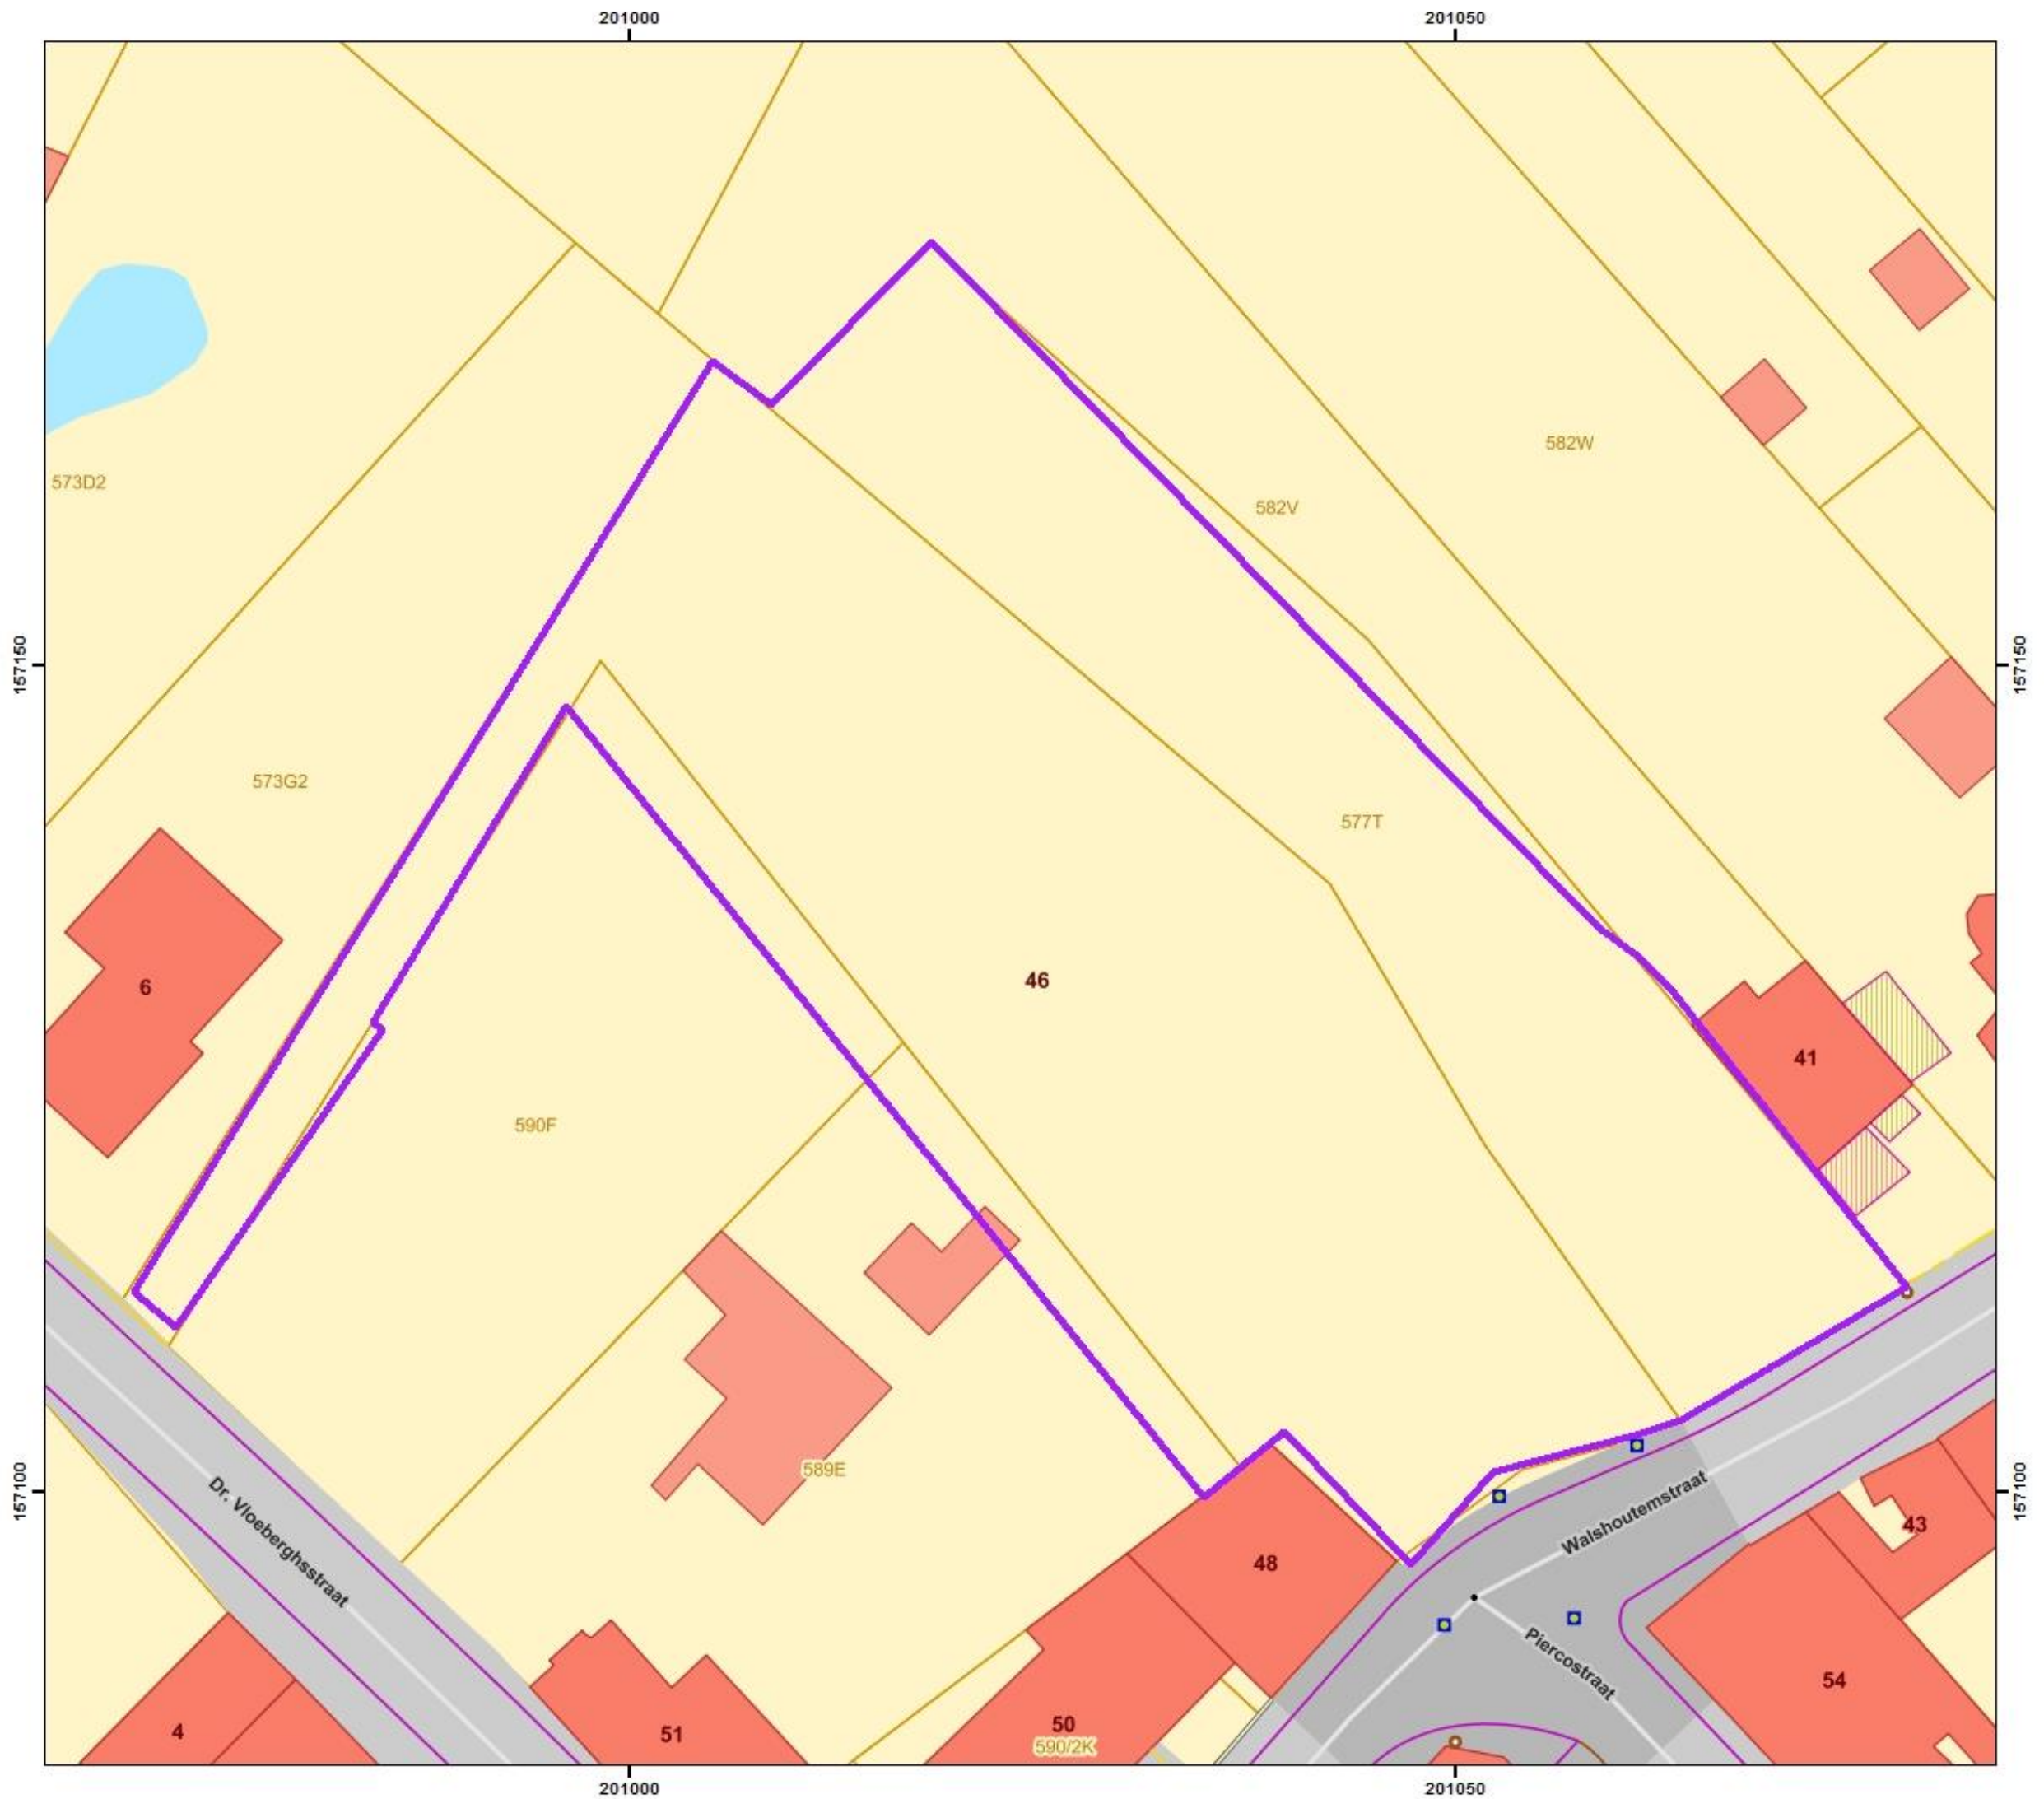 201000
201050
582W
573D2
582V
157150
157150
573G2
577T
46
6
41
590F
589E
157100
157100
Dr. Vloeberghsstraat
Walshoutemstraat
43
48
Piercostraat
54
4
51
50
590/2K
201000
201050